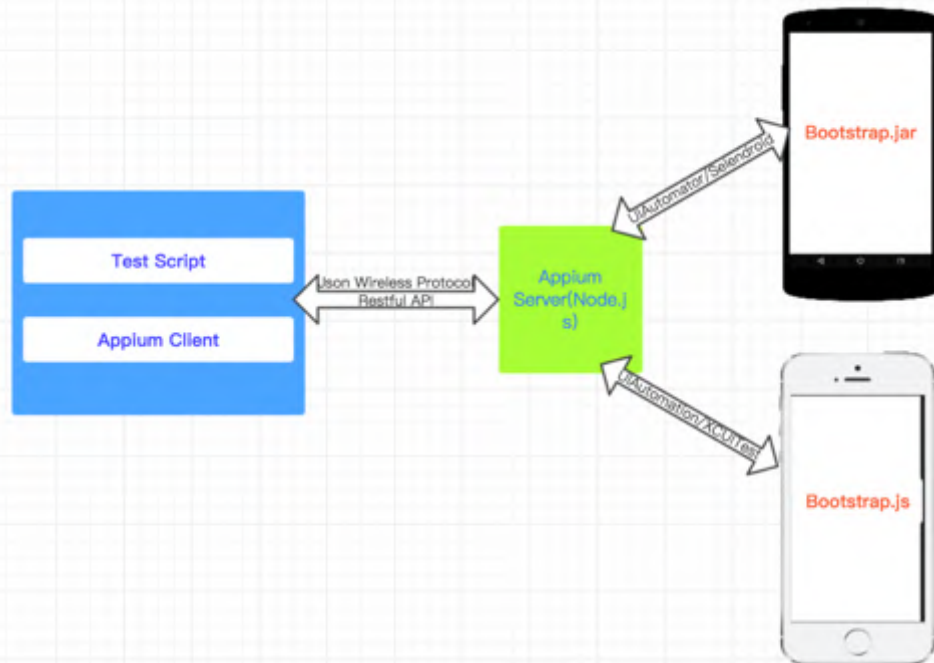 Bootstrap.jar
UIAutomator/Selendroid
Test Script
Json Wireless Protocol
Restful API
Appium Client
Appium
Server(Node.j
s)
UIAutomation/XCUITest
Bootstrap.js